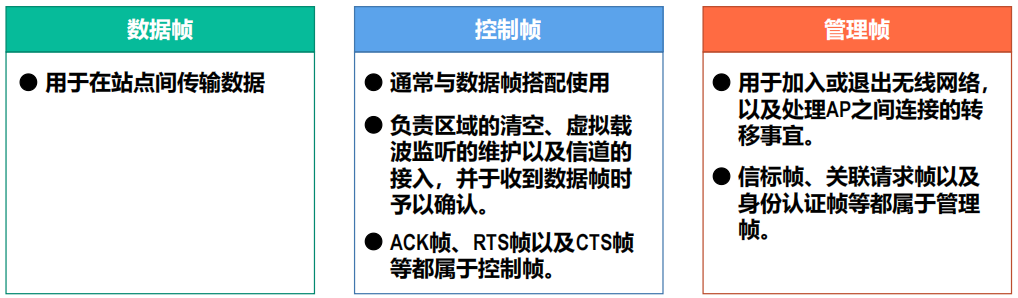 数据帧
● 用于在站点间传输数据
控制帧
● 通常与数据帧搭配使用
● 负责区域的清空、虚拟载
波监听的维护以及信道的
接入，并于收到数据帧时
予以确认。
● ACK帧、RTS帧以及CTS帧
等都属于控制帧。
管理帧
● 用于加入或退出无线网络，
以及处理AP之间连接的转
移事宜。
● 信标帧、关联请求帧以及
身份认证帧等都属于管理
帧。